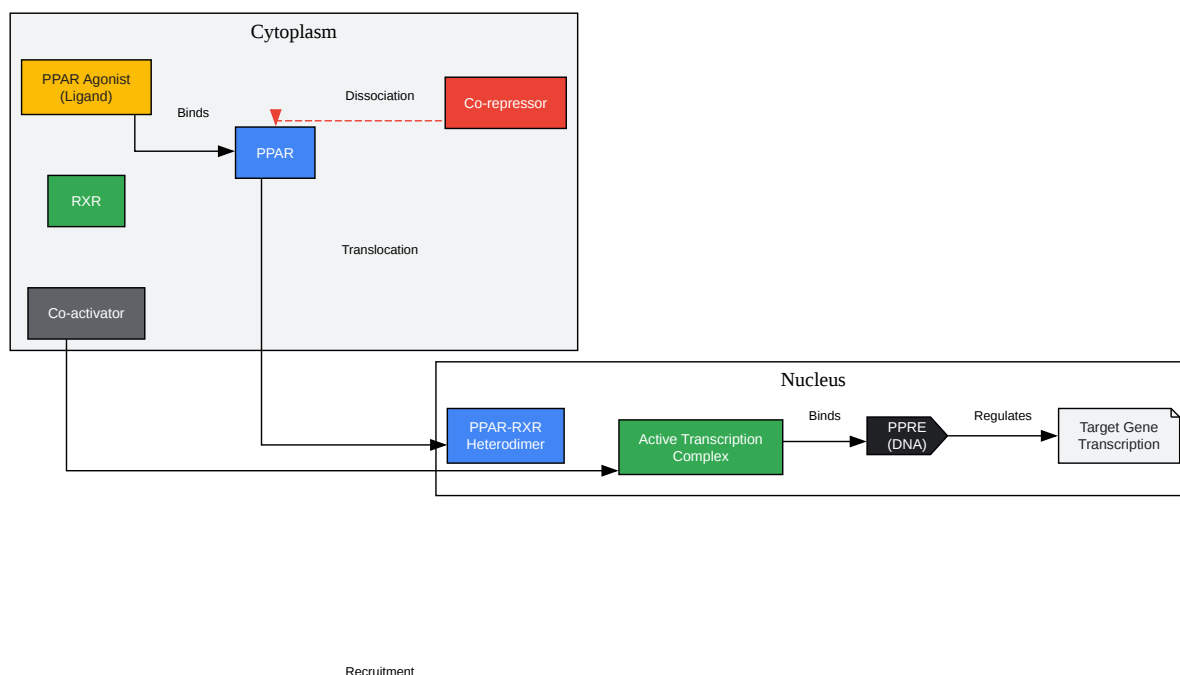 Cytoplasm
PPAR Agonist
(Ligand)
Binds
Dissociation
Co-repressor
PPAR
RXR
Translocation
Co-activator
Nucleus
PPAR-RXR
Heterodimer
Active Transcription
Complex
Binds
PPRE
(DNA)
Regulates
Target Gene
Transcription
Recruitment